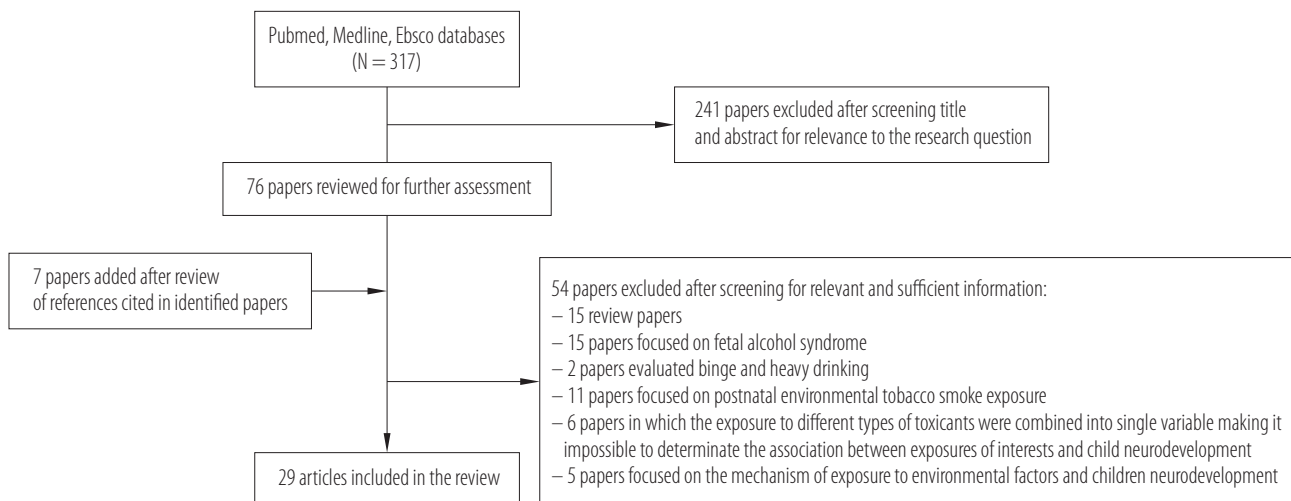 Pubmed, Medline, Ebsco databases
(N = 317)
241 papers excluded after screening title
and abstract for relevance to the research question
76 papers reviewed for further assessment
7 papers added after review
of references cited in identified papers
54 papers excluded after screening for relevant and sufficient information:
– 15 review papers
– 15 papers focused on fetal alcohol syndrome
– 2 papers evaluated binge and heavy drinking
– 11 papers focused on postnatal environmental tobacco smoke exposure
– 6 papers in which the exposure to different types of toxicants were combined into single variable making it
impossible to determinate the association between exposures of interests and child neurodevelopment
– 5 papers focused on the mechanism of exposure to environmental factors and children neurodevelopment
29 articles included in the review